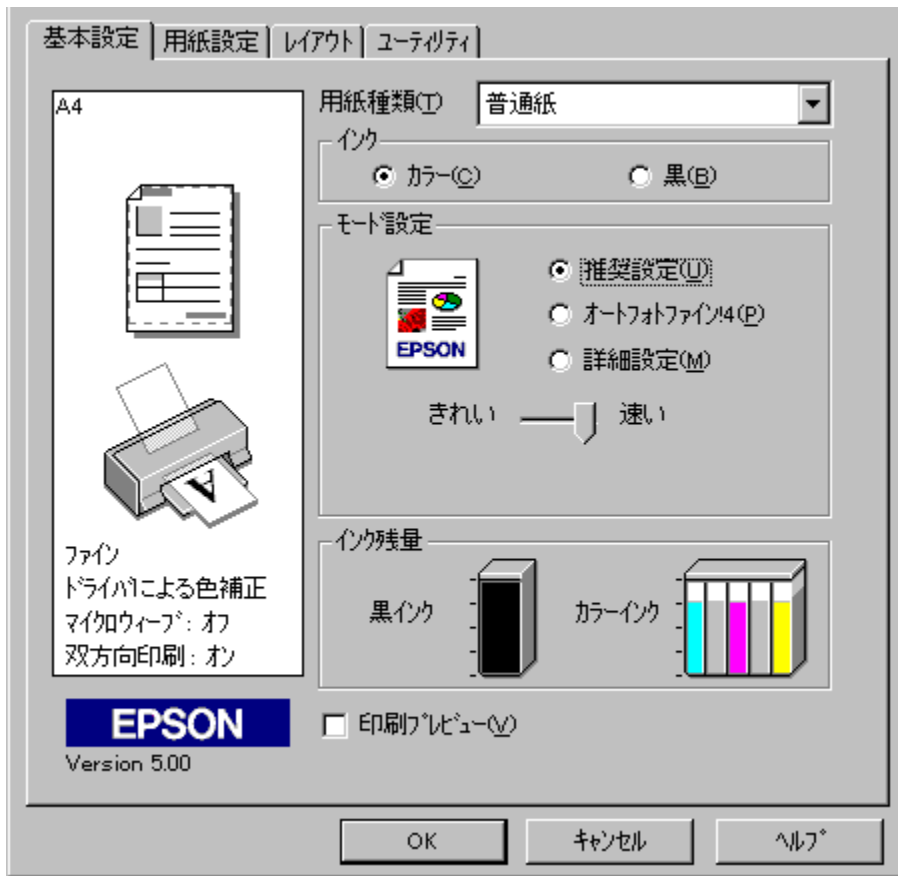 基本設定 用紙設定 レイアウト ユーティリティ
A4
用紙種類(T) 普通紙
インク
カラー(C) 黒(B)
モード設定
推奨設定(U)
オートフォトファイン!4(P)
詳細設定(M)
EPSON
きれい 速い
ファイン
ドライバによる色補正
マイクロウィーブ: オフ
双方向印刷: オン
A
インク残量
黒インク カラーインク
EPSON
Version 5.00
印刷プレビュー(V)
OK キャンセル ヘルプ